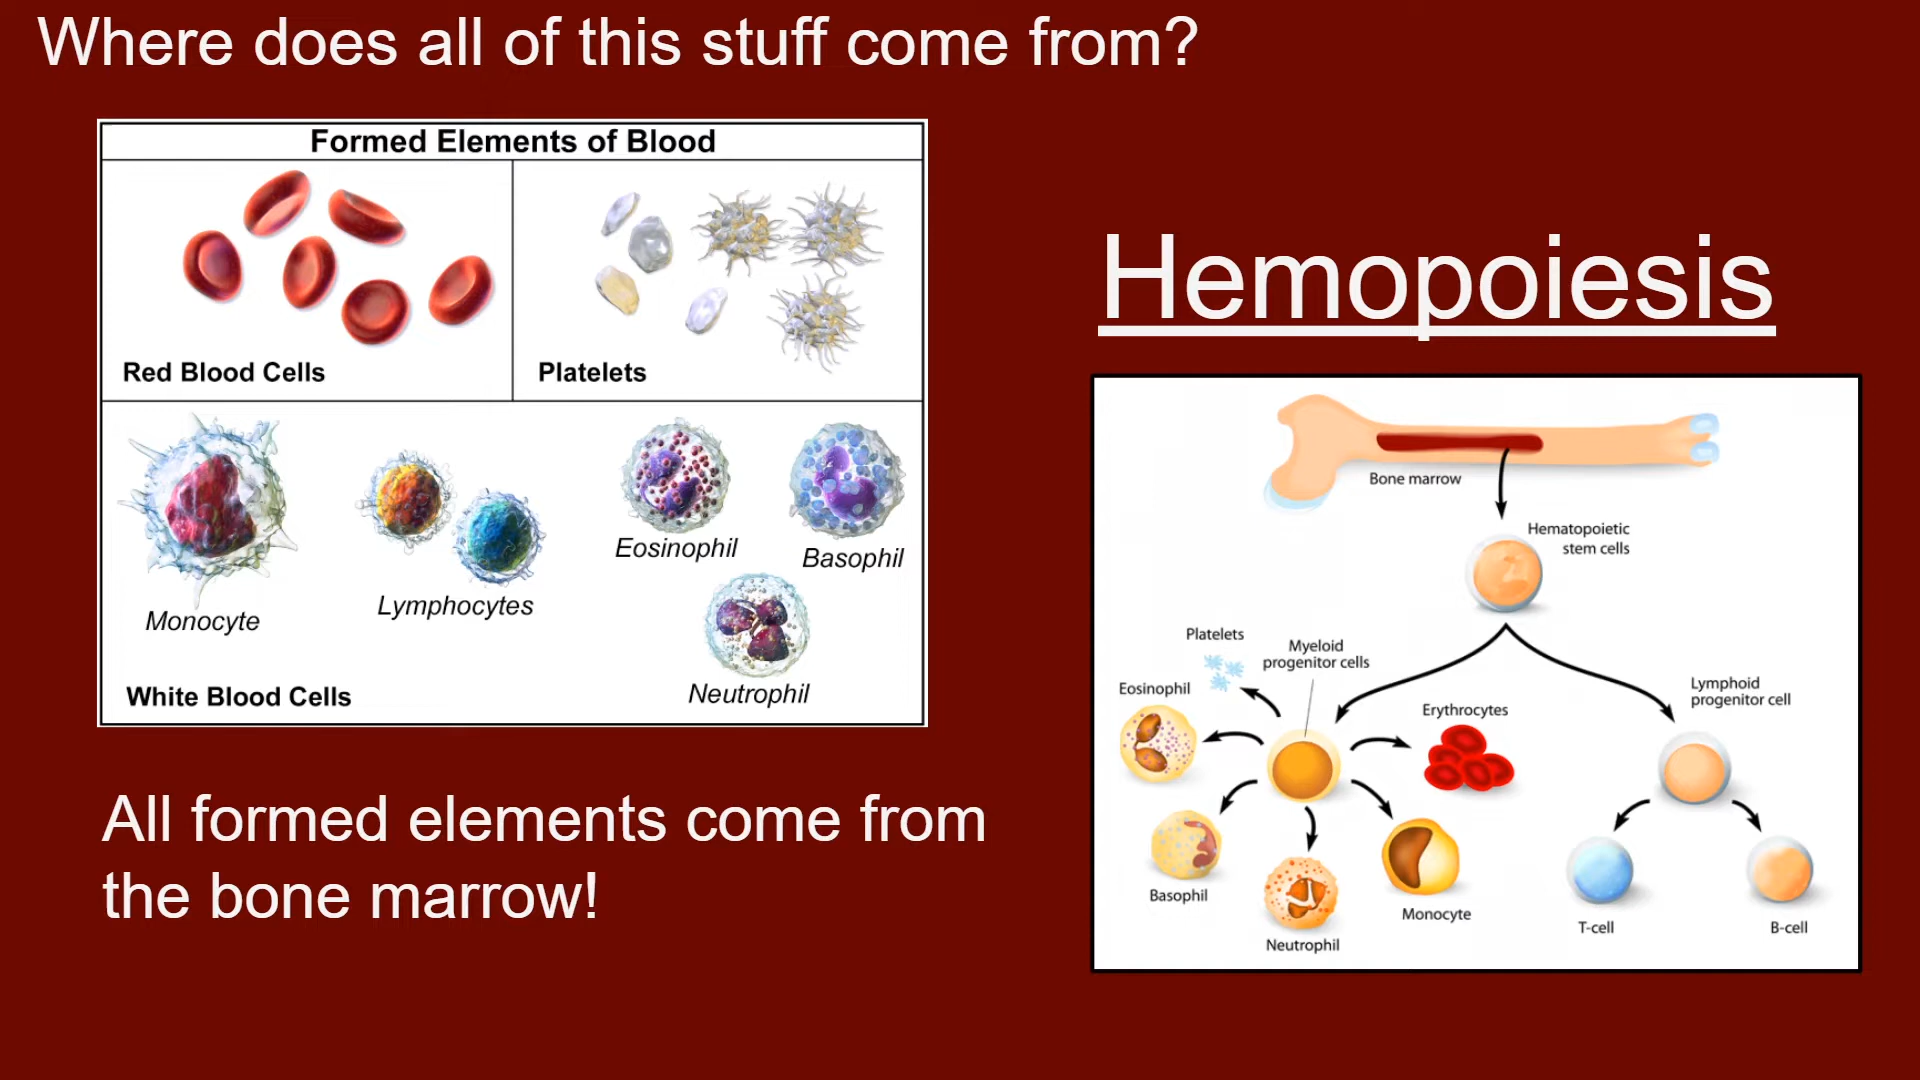 Where does all of this stuff come from?
Formed Elements of Blood
Red Blood Cells
Platelets
Monocyte
Lymphocytes
Eosinophil
Basophil
Neutrophil
White Blood Cells
All formed elements come from
the bone marrow!
Hemopoiesis
Bone marrow
Hematopoietic
stem cells
Platelets
Myeloid
progenitor cells
Eosinophil
Erythrocytes
Lymphoid
progenitor cell
Basophil
Neutrophil
Monocyte
T-cell
B-cell